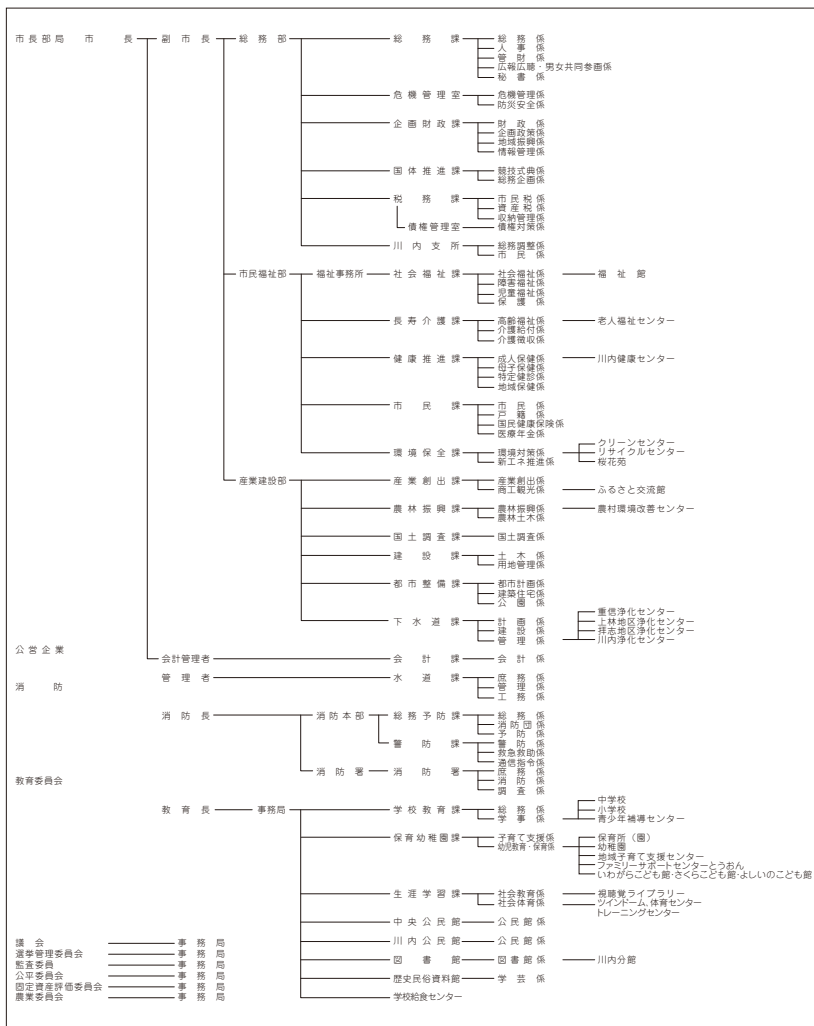 市長部局 市長 副市長 総務部 総務課 総務係
人事係
管財係
広報広聴・男女共同参画係
秘書係
危機管理室 危機管理係
防災安全係
企画財政課 財政係
企画政策係
地域振興係
情報管理係
国体推進課 競技式典係
総務企画係
税務課 市民税係
資産税係
収納管理係
債権管理室 債権対策係
川内支所 総務調整係
市民係
市民福祉部 福祉事務所 社会福祉課 社会福祉係 福祉館
障害福祉係
児童福祉係
保護係
長寿介護課 高齢福祉係 老人福祉センター
介護給付係
介護徴収係
健康推進課 成人保健係 川内健康センター
母子保健係
特定健診係
地域保健係
市民課 市民係
戸籍係
国民健康保険係
医療年金係
クリーンセンター
環境保全課 環境対策係 リサイクルセンター
新エネ推進係 桜花苑
産業建設部 産業創出課 産業創出係
商工観光係 ふるさと交流館
農林振興課 農林振興係 農村環境改善センター
農林土木係
国土調査課 国土調査係
建設課 土木係
用地管理係
都市整備課 都市計画係
建築住宅係
公園係
重信浄化センター
下水道課 計画係 上林地区浄化センター
建設係 拝志地区浄化センター
管理係 川内浄化センター
公営企業
会計管理者 会計課 会計係
管理者 水道課 庶務係
消防 管理係
工務係
消防長 消防本部 総務予防課 総務係
消防団係
予防係
警防課 警防係
救急救助係
通信指令係
消防署 消防署 庶務係
教育委員会 消防係
調査係
中学校
教育長 事務局 学校教育課 総務係 小学校
学事係 青少年補導センター
保育幼稚園課 子育て支援係 保育所(園)
幼児教育・保育係 幼稚園
地域子育て支援センター
ファミリーサポートセンターとうおん
いわがらこども館・さくらこども館・よしいのこども館
生涯学習課 社会教育係 視聴覚ライブラリー
社会体育係 ツインドーム、体育センター
トレーニングセンター
中央公民館 公民館係
議会 事務局 川内公民館 公民館係
選挙管理委員会 事務局
監査委員 事務局 図書館 図書館係 川内分館
公平委員会 事務局
固定資産評価委員会 事務局 歴史民俗資料館 学芸係
農業委員会 事務局 学校給食センター